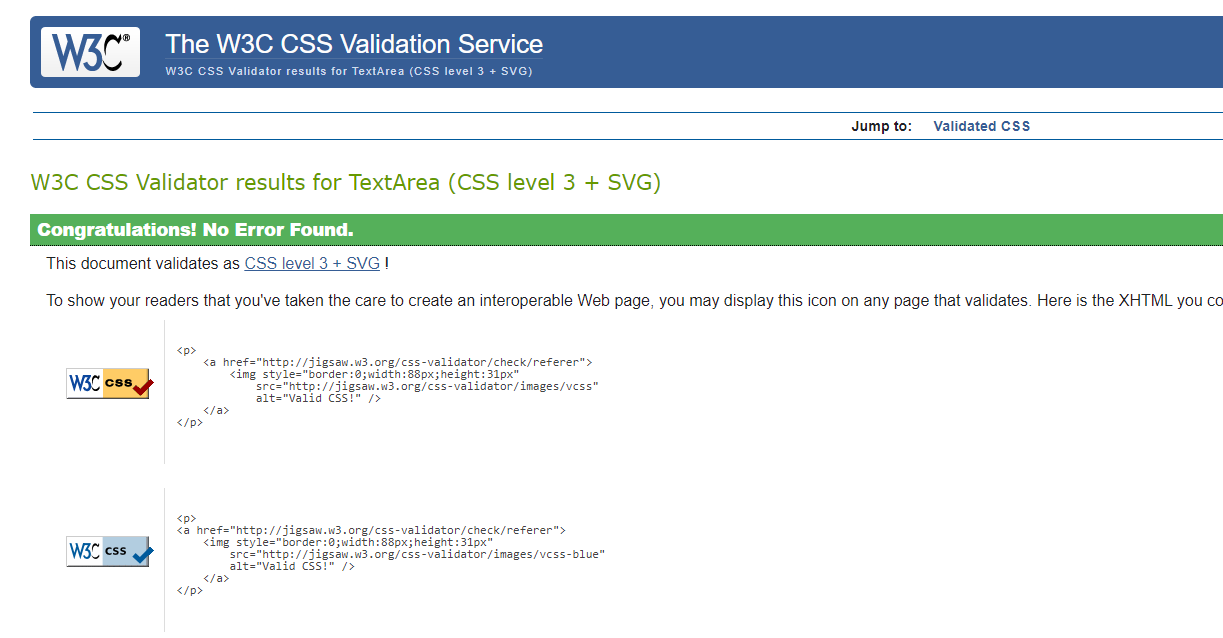 W3C®
The W3C CSS Validation Service
W3C CSS Validator results for TextArea (CSS level 3 + SVG)
Jump to: Validated CSS
W3C CSS Validator results for TextArea (CSS level 3 + SVG)
Congratulations! No Error Found.
This document validates as CSS level 3 + SVG !
To show your readers that you've taken the care to create an interoperable Web page, you may display this icon on any page that validates. Here is the XHTML you co
W3C css
<p>
<a href="http://jigsaw.w3.org/css-validator/check/referer">
<img style="border:0;width:88px;height:31px"
src="http://jigsaw.w3.org/css-validator/images/vcss"
alt="Valid CSS!" />
</a>
</p>
W3C css
<p>
<a href="http://jigsaw.w3.org/css-validator/check/referer">
<img style="border:0;width:88px;height:31px"
src="http://jigsaw.w3.org/css-validator/images/vcss-blue"
alt="Valid CSS!" />
</a>
</p>